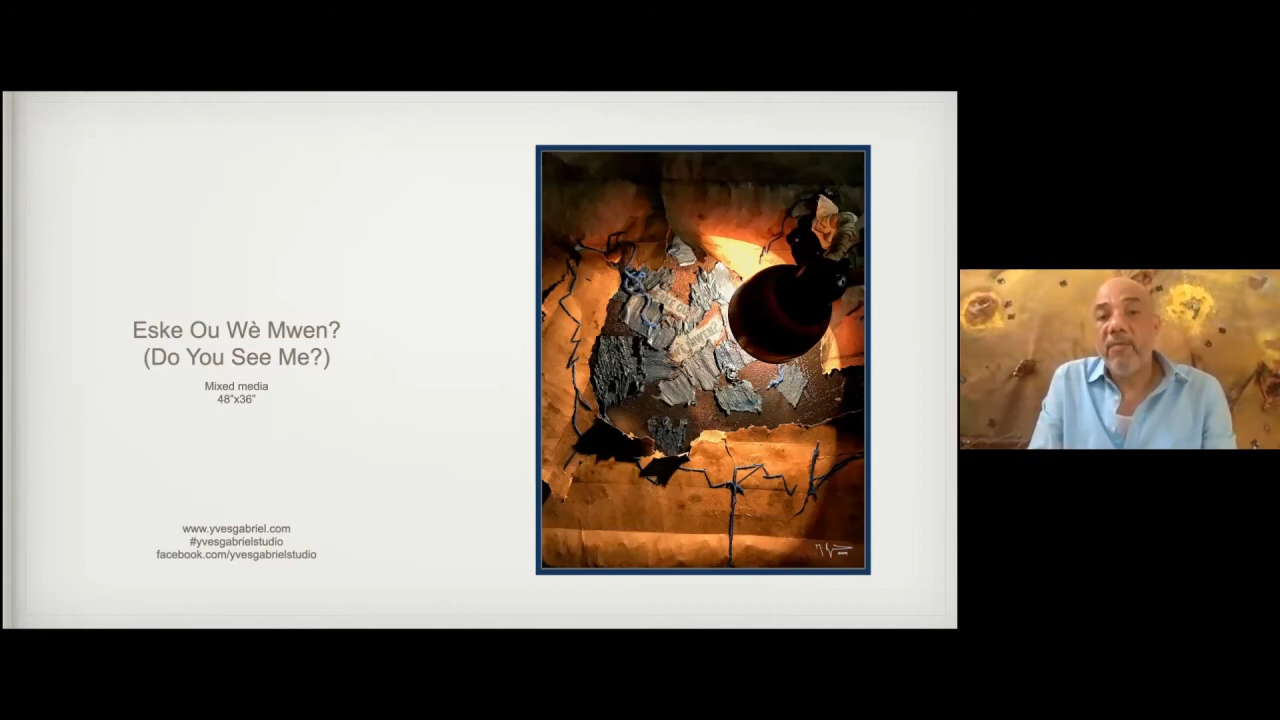 Eske Ou Wè Mwen?
(Do You See Me?)
Mixed media
48”x36”
www.yvesgabriel.com
#yvesgabrielstudio
facebook.com/yvesgabrielstudio